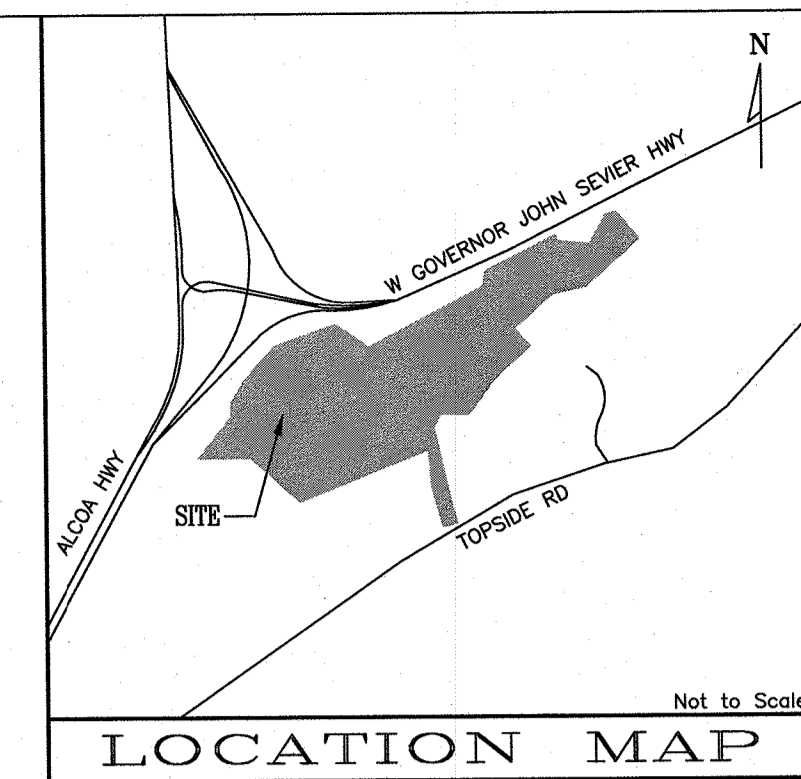 N
W GOVERNOR JOHN SEVIER HWY
ALCOA HWY
SITE
TOPSIDE RD
Not to Scale
LOCATION MAP